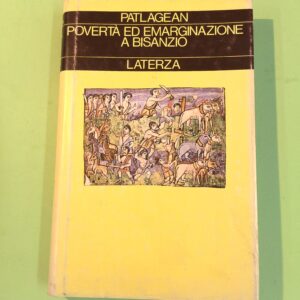 PATLAGEAN
POVERTÀ ED EMARGINAZIONE
A BISANZIO
LATERZA